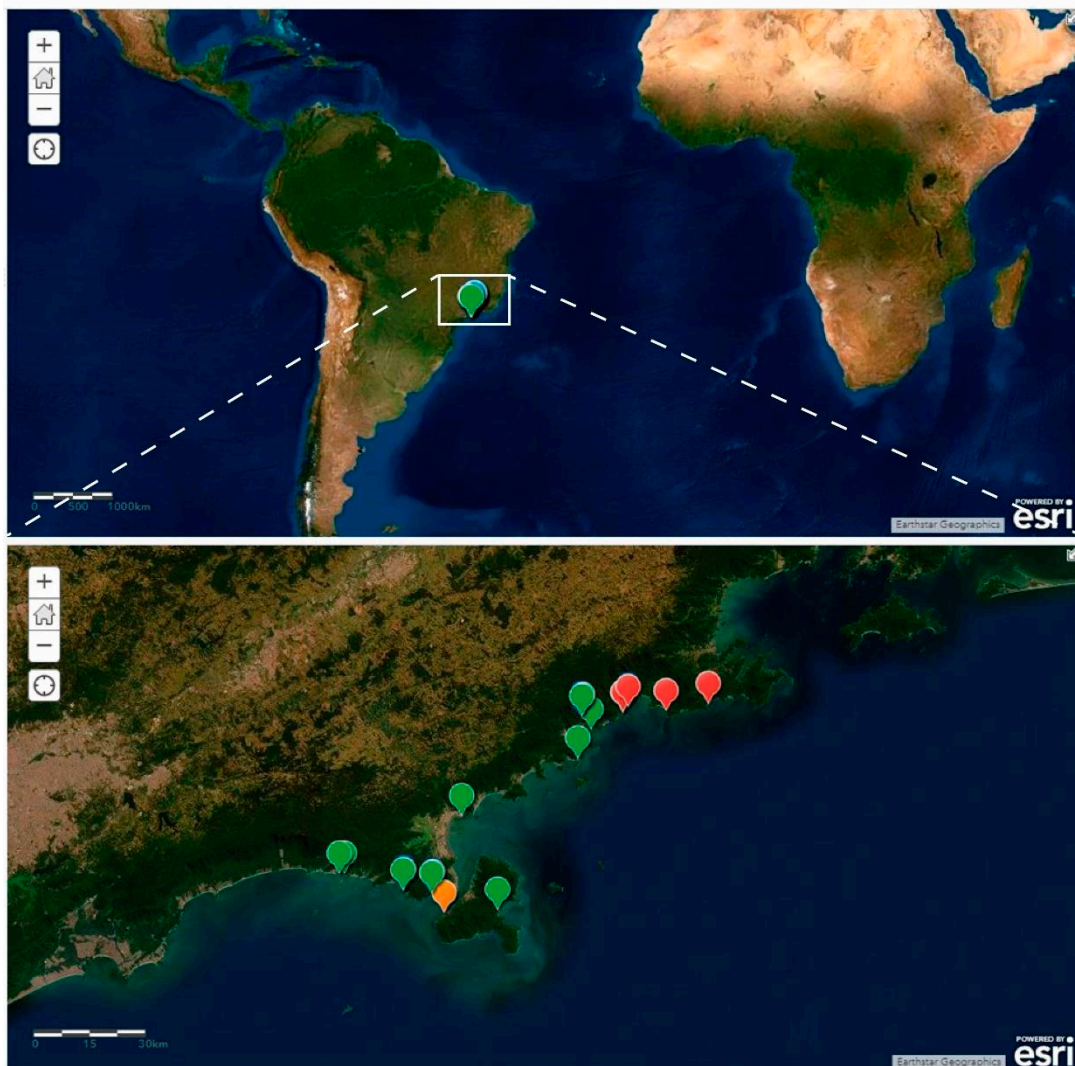 +
−
0 500 1000km
Earthstar Geographics
POWERED BY
esri
+
−
0 15 30km
Earthstar Geographics
POWERED BY
esri